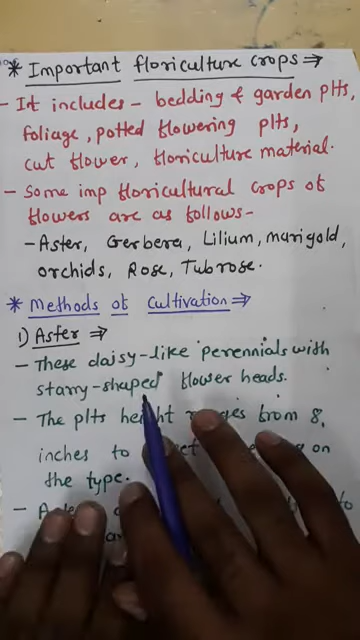 * Important floriculture crops ⇒
- It includes - bedding & garden plts,
foliage, potted flowering plts,
cut flower, floriculture material.
- Some imp floricultural crops of
flowers are as follows -
- Aster, Gerbera, Lilium, marigold,
orchids, Rose, Tubrose.
* Methods of Cultivation ⇒
1) Aster ⇒
- These daisy-like perennials with
starry-shaped flower heads.
- The plts height from 8
inches to on
the type.
-